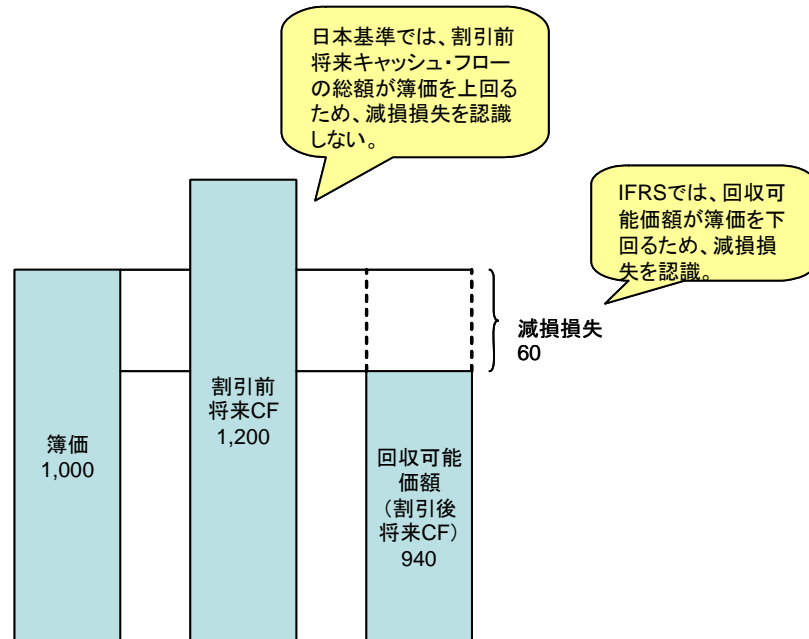 日本基準では、割引前
将来キャッシュ・フロー
の総額が簿価を上回る
ため、減損損失を認識
しない。
IFRSでは、回収可
能価額が簿価を下
回るため、減損損
失を認識。
減損損失
60
割引前
将来CF
1,200
簿価
1,000
回収可能
価額
（割引後
将来CF）
940